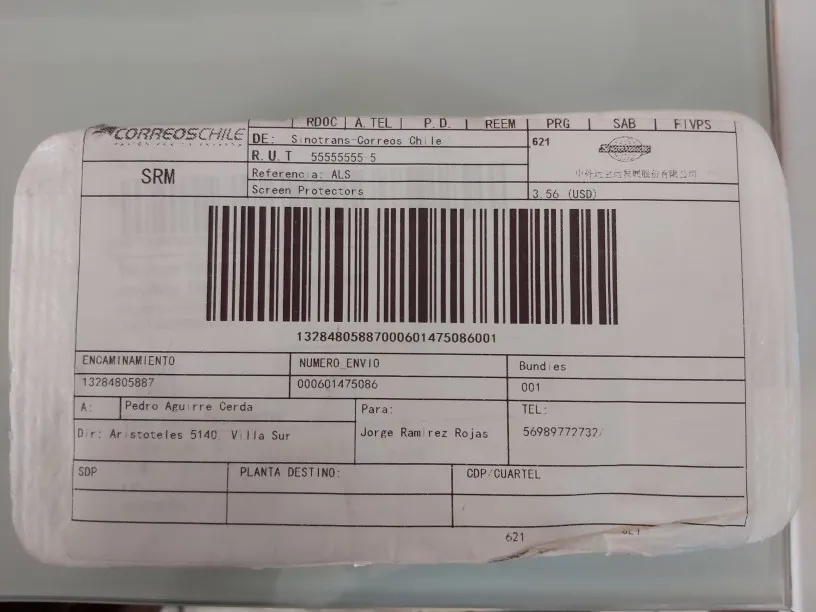 RDOC | A. TEL | P. D. | REEM | PRG | SAB | FIVPS
CORREOSCHILE
DE: Sinotrans-Correos Chile
621
R. U. T 55555555-5
SRM
Referencia: ALS
Screen Protectors
3.56 (USD)
13284805887000601475086001
ENCAMINAMIENTO
NUMERO ENVIO
Bundles
13284805887
000601475086
001
A: Pedro Aguirre Cerda
Para:
TEL:
Dir: Aristoteles 5140, Villa Sur
Jorge Ramirez Rojas
56989772732
SDP
PLANTA DESTINO:
CDP/CUARTEL
621